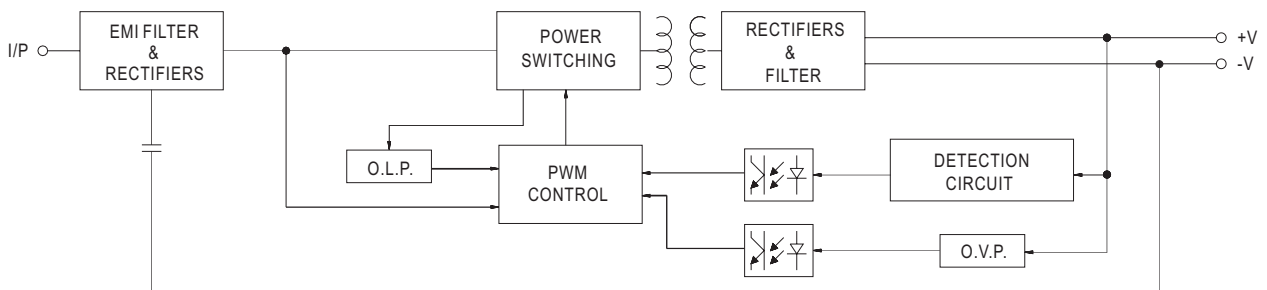 I/P
EMI FILTER
&
RECTIFIERS
POWER
SWITCHING
RECTIFIERS
&
FILTER
+V
-V
O.L.P.
PWM
CONTROL
DETECTION
CIRCUIT
O.V.P.